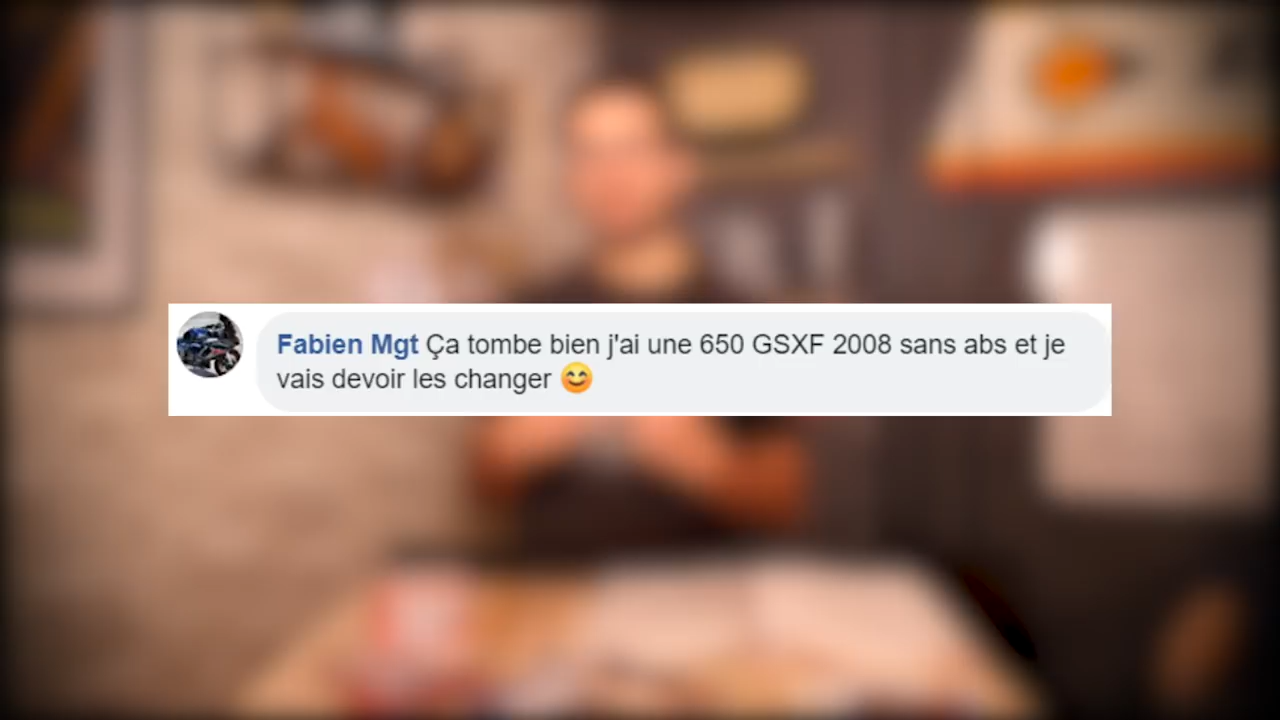 Fabien Mgt Ça tombe bien j'ai une 650 GSXF 2008 sans abs et je
vais devoir les changer 😊